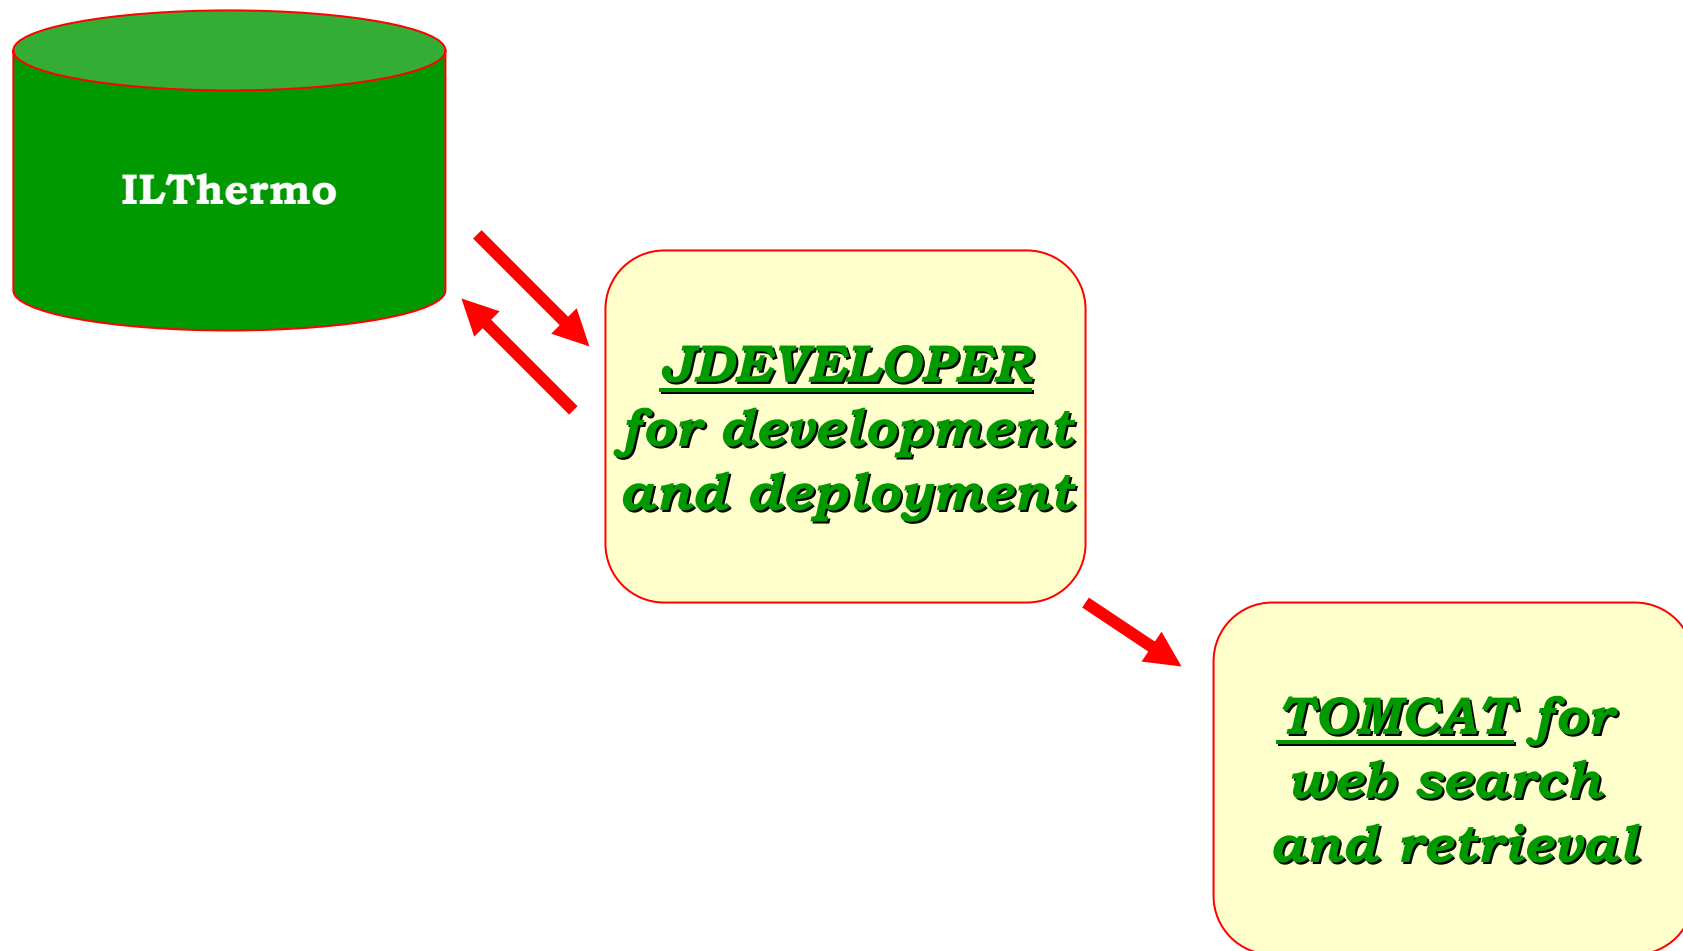 ILThermo
JDEVELOPER
for development
and deployment
TOMCAT for
web search
and retrieval